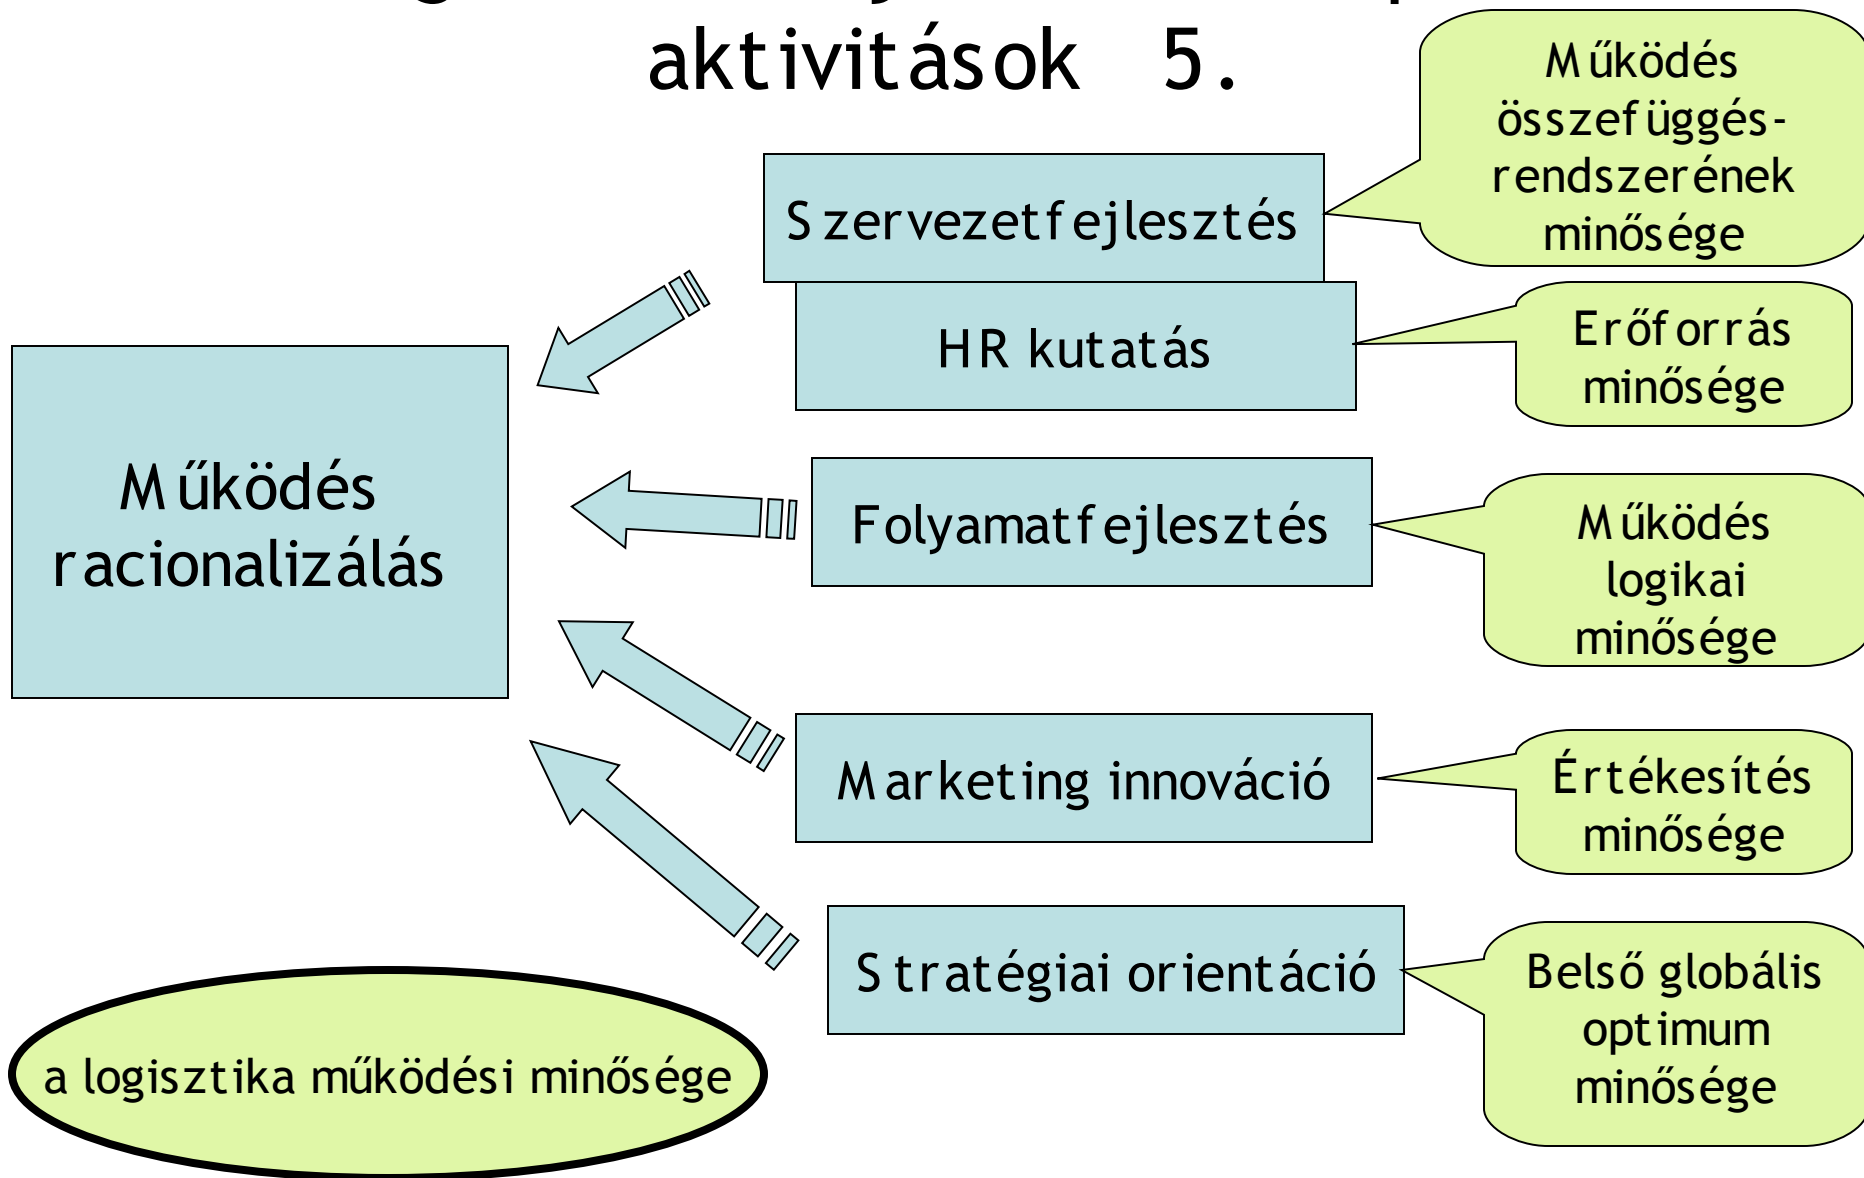 aktivitások 5.
Működés
összefüggés-
rendszerének
minősége
Szervezetfejlesztés
HR kutatás
Erőforrás
minősége
Működés
racionalizálás
Folyamatfejlesztés
Működés
logikai
minősége
Marketing innováció
Értékesítés
minősége
Stratégiai orientáció
Belső globális
optimum
minősége
a logisztika működési minősége